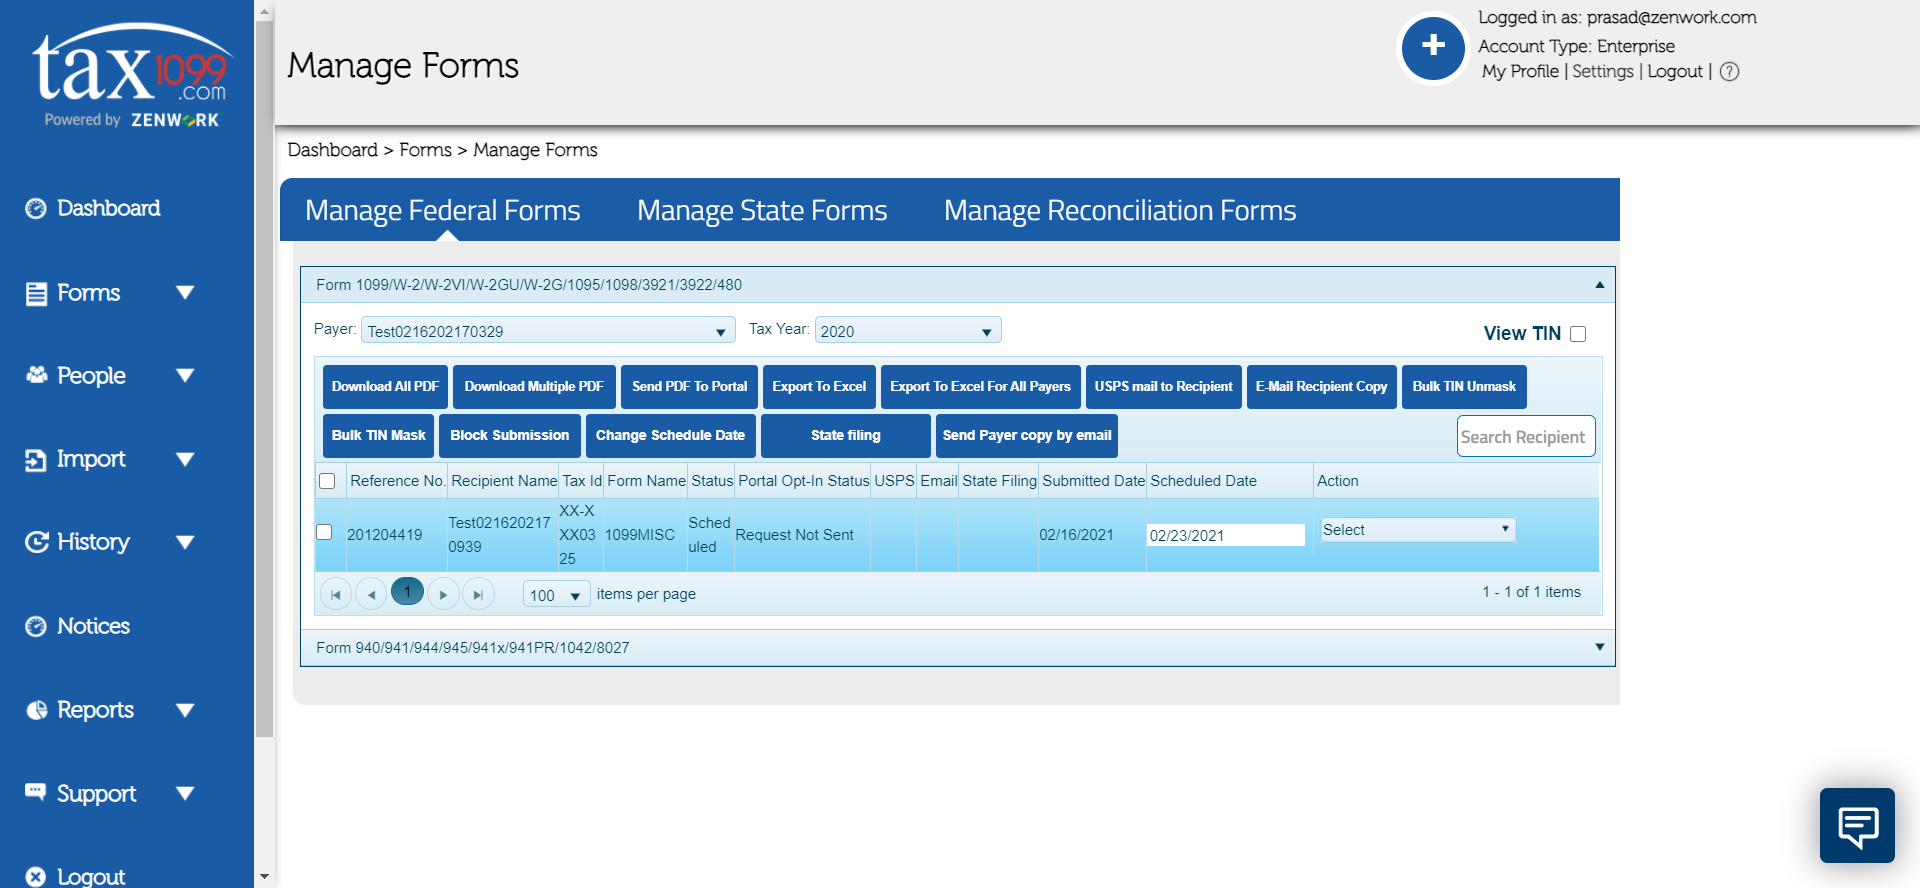 tax1099
.com
Powered by ZENWORK
Dashboard
Forms
People
Import
History
Notices
Reports
Support
Logout
Manage Forms
+
Logged in as: prasad@zenwork.com
Account Type: Enterprise
My Profile | Settings | Logout | ?
Dashboard > Forms > Manage Forms
Manage Federal Forms Manage State Forms Manage Reconciliation Forms
Form 1099/W-2/W-2VI/W-2GU/W-2G/1095/1098/3921/3922/480
Payer: Test0216202170329 Tax Year: 2020 View TIN
Download All PDF Download Multiple PDF Send PDF To Portal Export To Excel Export To Excel For All Payers USPS mail to Recipient E-Mail Recipient Copy Bulk TIN Unmask
Bulk TIN Mask Block Submission Change Schedule Date State filing Send Payer copy by email Search Recipient
Reference No. Recipient Name Tax Id Form Name Status Portal Opt-In Status USPS Email State Filing Submitted Date Scheduled Date Action
201204419
Test021620217
0939
XX-X
XX03
25
1099MISC
Sched
uled
Request Not Sent
02/16/2021
02/23/2021
Select
1
100 items per page
1 - 1 of 1 items
Form 940/941/944/945/941x/941PR/1042/8027